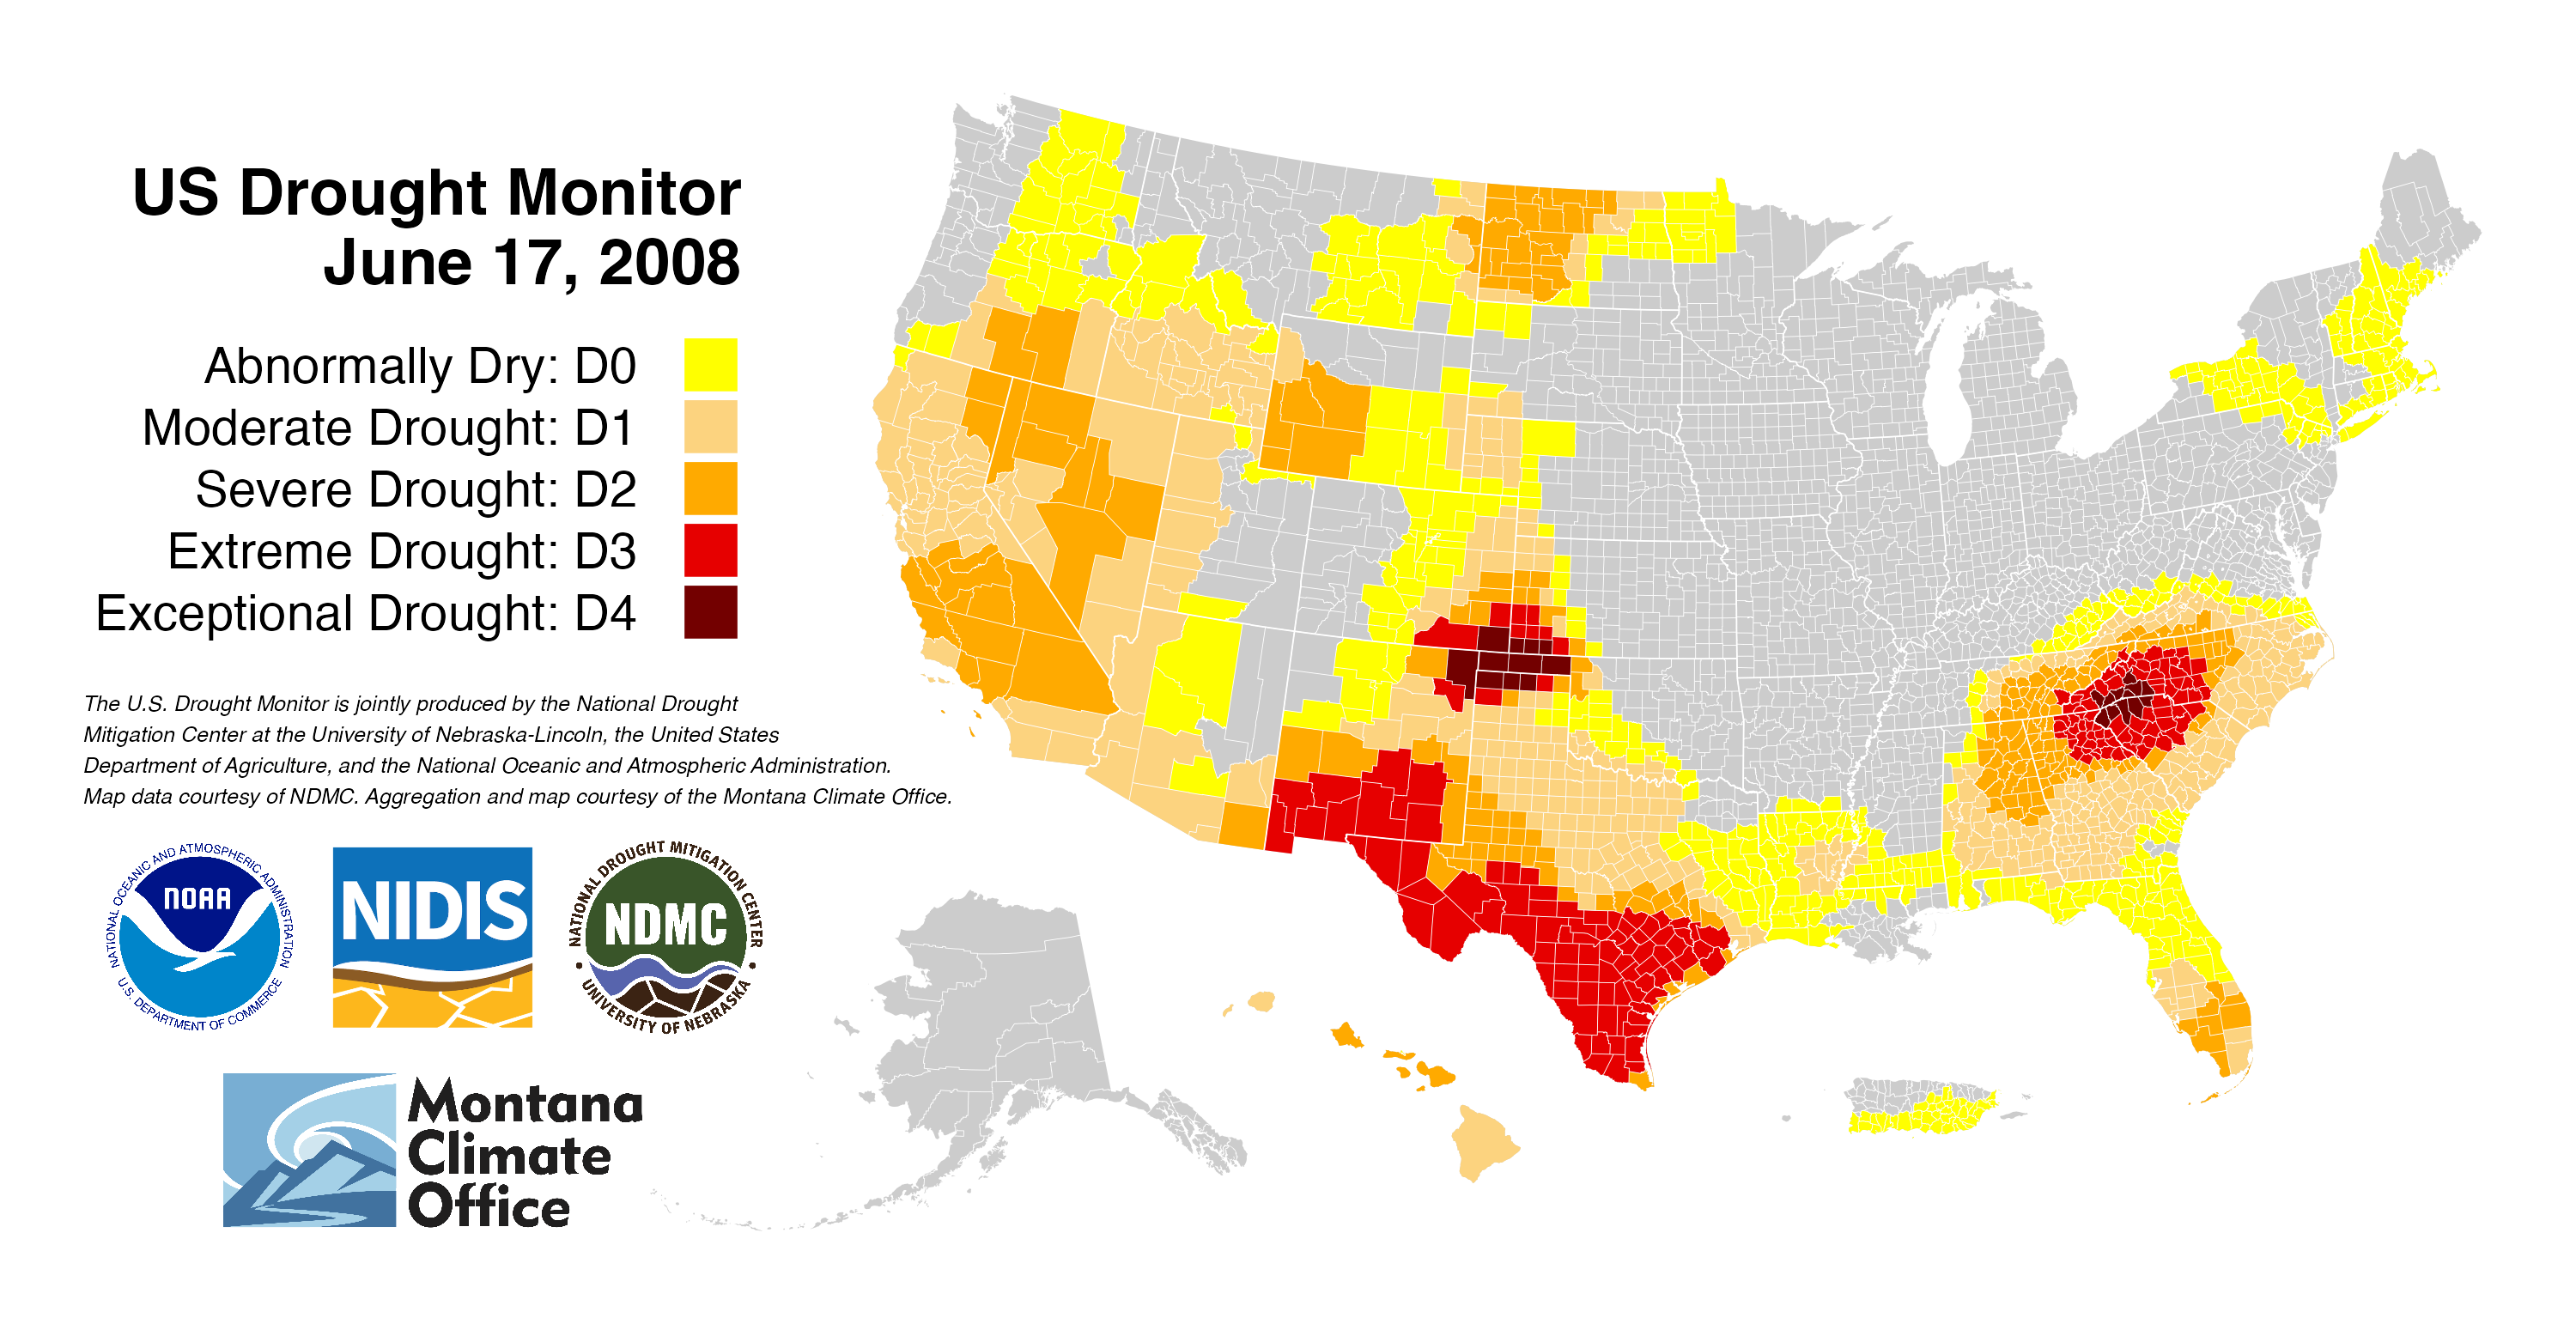 US Drought Monitor
June 17, 2008
Abnormally Dry: D0
Moderate Drought: D1
Severe Drought: D2
Extreme Drought: D3
Exceptional Drought: D4
The U.S. Drought Monitor is jointly produced by the National Drought
Mitigation Center at the University of Nebraska-Lincoln, the United States
Department of Agriculture, and the National Oceanic and Atmospheric Administration.
Map data courtesy of NDMC. Aggregation and map courtesy of the Montana Climate Office.
NATIONAL OCEANIC AND ATMOSPHERIC ADMINISTRATION
NOAA
U.S. DEPARTMENT OF COMMERCE
NIDIS
NATIONAL DROUGHT MITIGATION CENTER
NDMC
UNIVERSITY OF NEBRASKA
Montana
Climate
Office